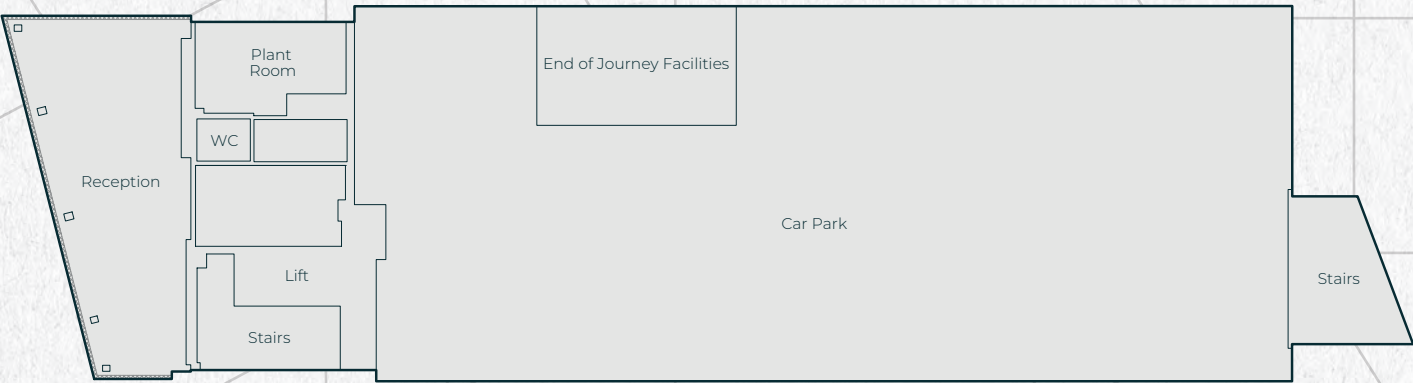 Plant
Room
End of Journey Facilities
WC
Reception
Car Park
Lift
Stairs
Stairs